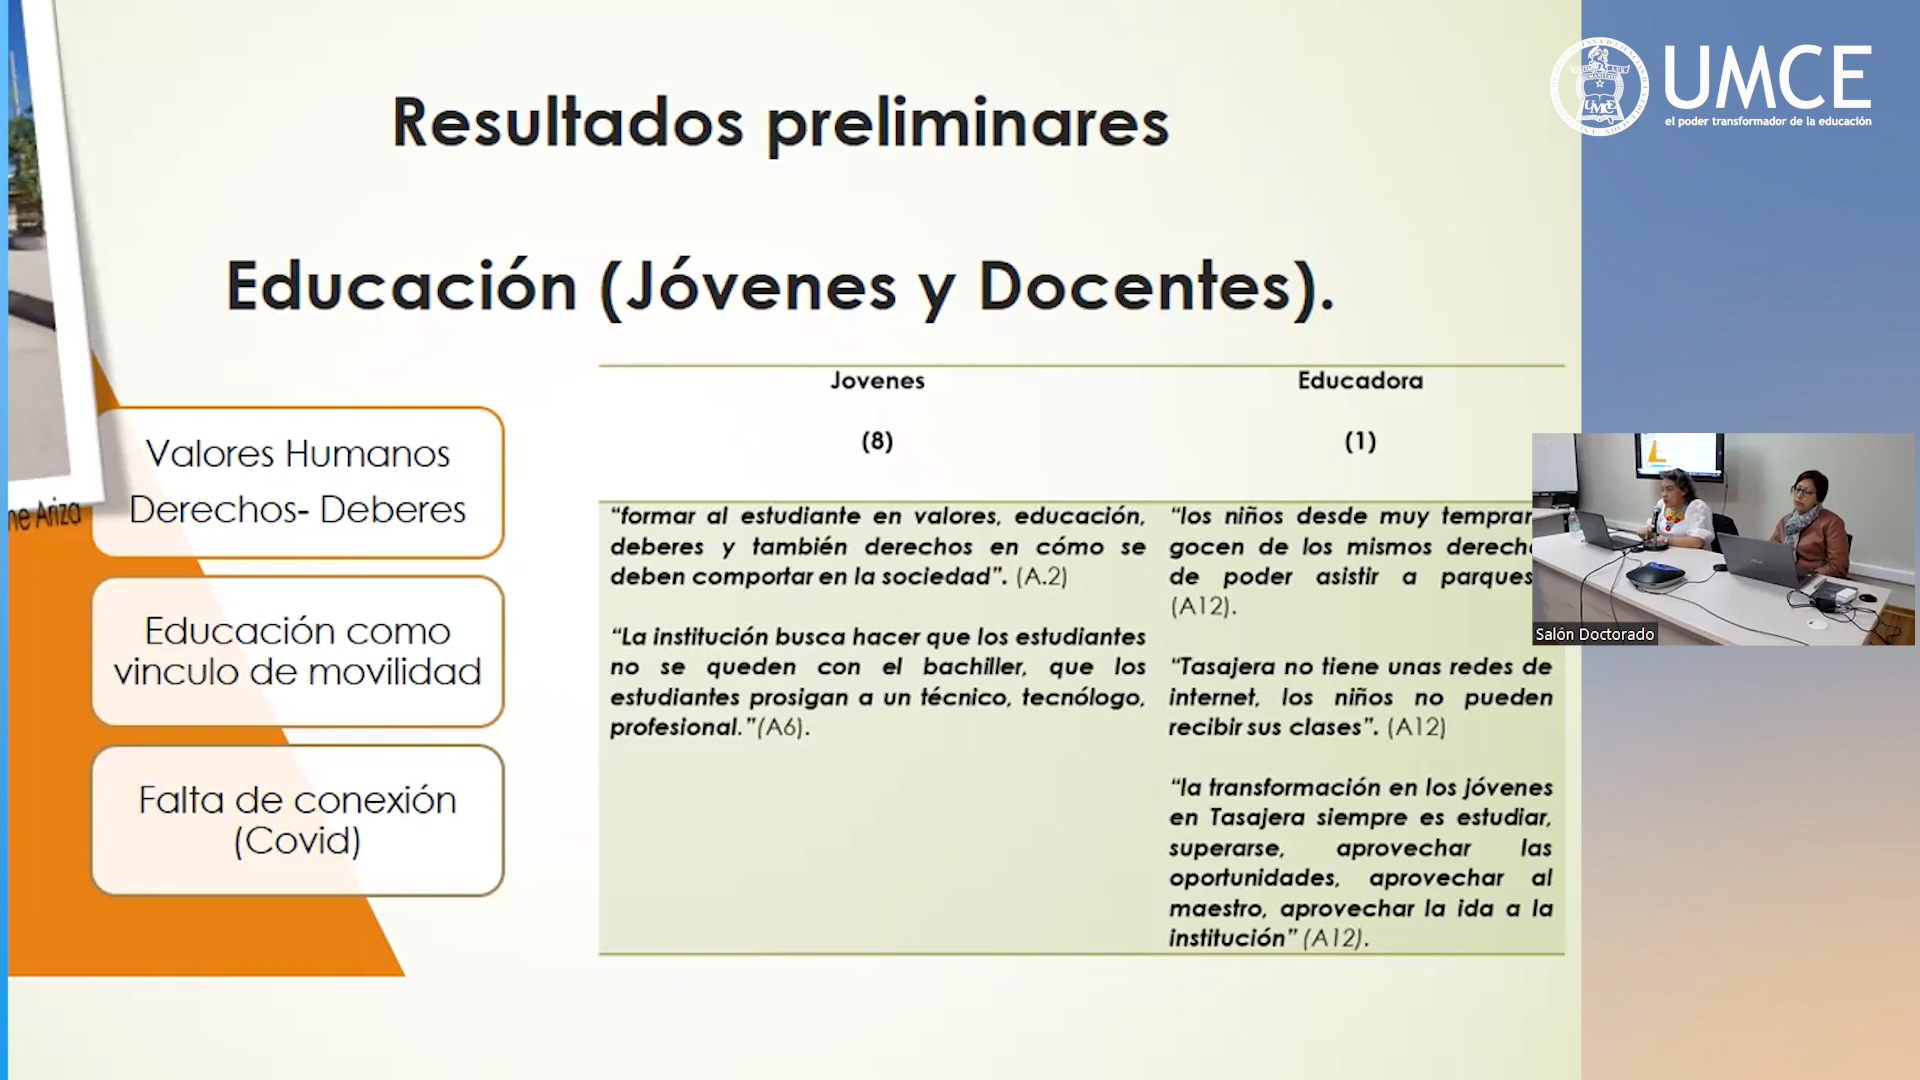 UMCE
el poder transformador de la educación
Resultados preliminares
Educación (Jóvenes y Docentes).
ne Ariza
Valores Humanos
Derechos- Deberes
Educación como
vinculo de movilidad
Falta de conexión
(Covid)
Jovenes
(8)
“formar al estudiante en valores, educación,
deberes y también derechos en cómo se
deben comportar en la sociedad”. (A.2)
“La institución busca hacer que los estudiantes
no se queden con el bachiller, que los
estudiantes prosigan a un técnico, tecnólogo,
profesional.”(A6).
Educadora
(1)
“los niños desde muy tempran
gocen de los mismos derech
de poder asistir a parques
(A12).
“Tasajera no tiene unas redes de
internet, los niños no pueden
recibir sus clases”. (A12)
“la transformación en los jóvenes
en Tasajera siempre es estudiar,
superarse, aprovechar las
oportunidades, aprovechar al
maestro, aprovechar la ida a la
institución” (A12).
Salón Doctorado